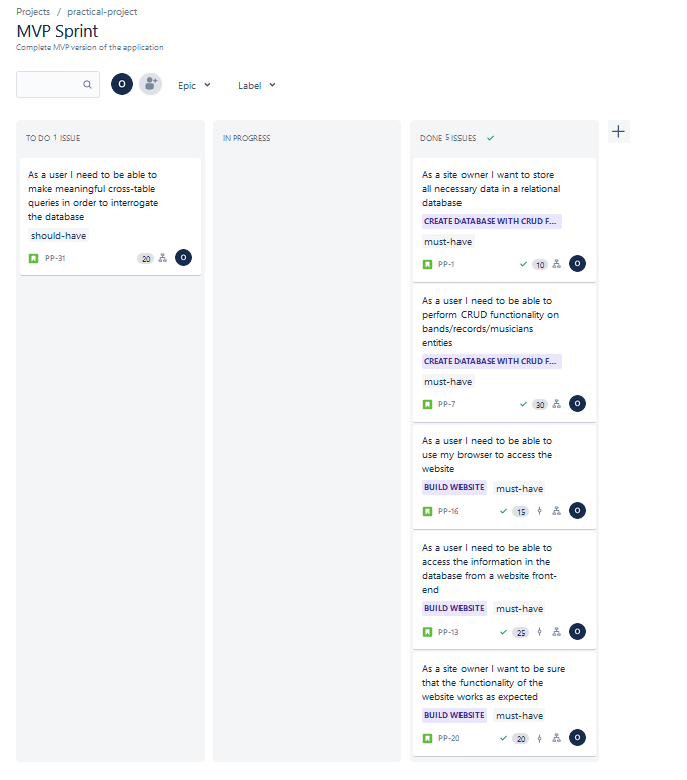 Projects / practical-project
MVP Sprint
Complete MVP version of the application
O
Epic
Label
TO DO 1 ISSUE
As a user I need to be able to
make meaningful cross-table
queries in order to interrogate
the database
should-have
PP-31 20 O
IN PROGRESS
DONE 5 ISSUES
As a site owner I want to store
all necessary data in a relational
database
CREATE DATABASE WITH CRUD F...
must-have
PP-1 10 O
As a user I need to be able to
perform CRUD functionality on
bands/records/musicians
entities
CREATE DATABASE WITH CRUD F...
must-have
PP-7 30 O
As a user I need to be able to
use my browser to access the
website
BUILD WEBSITE must-have
PP-16 15 O
As a user I need to be able to
access the information in the
database from a website front-
end
BUILD WEBSITE must-have
PP-13 25 O
As a site owner I want to be sure
that the functionality of the
website works as expected
BUILD WEBSITE must-have
PP-20 20 O